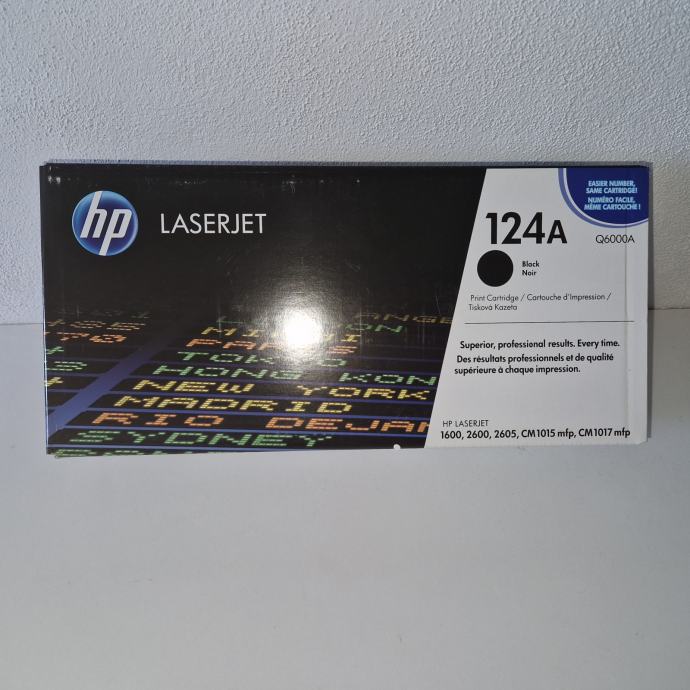 hp
LASERJET
124A
EASIER NUMBER,
SAME CARTRIDGE!
NUMÉRO FACILE,
MÊME CARTOUCHE !
Q6000A
Black
Noir
Print Cartridge / Cartouche d'Impression /
Tisková Kazeta
Superior, professional results. Every time.
Des résultats professionnels et de qualité
supérieure à chaque impression.
HP LASERJET
1600, 2600, 2605, CM1015 mfp, CM1017 mfp
MIAMI
PARIS
TOKYO
HONG KONG
NEW YORK
MADRID
RIO DEJAN
SYDNEY